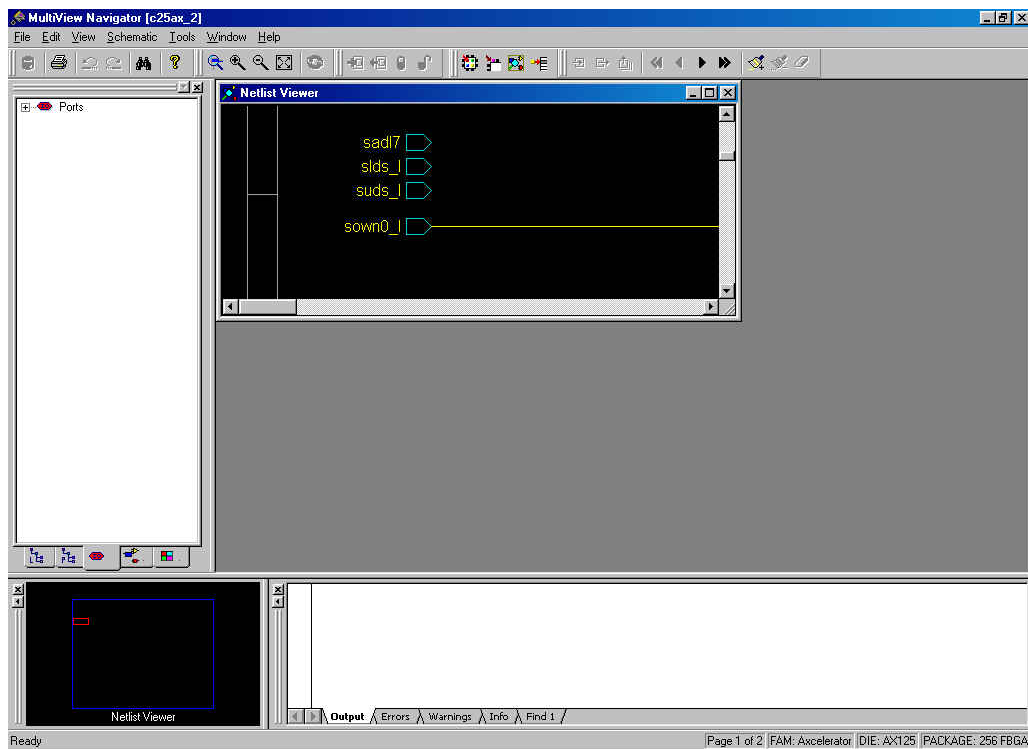 MultiView Navigator [c25ax_2]
File Edit View Schematic Tools Window Help
Ports
Netlist Viewer
sadl7
slds_l
suds_l
sown0_l
Netlist Viewer
Output Errors Warnings Info Find 1
Ready
Page 1 of 2 FAM: Axcelerator DIE: AX125 PACKAGE: 256 FBGA